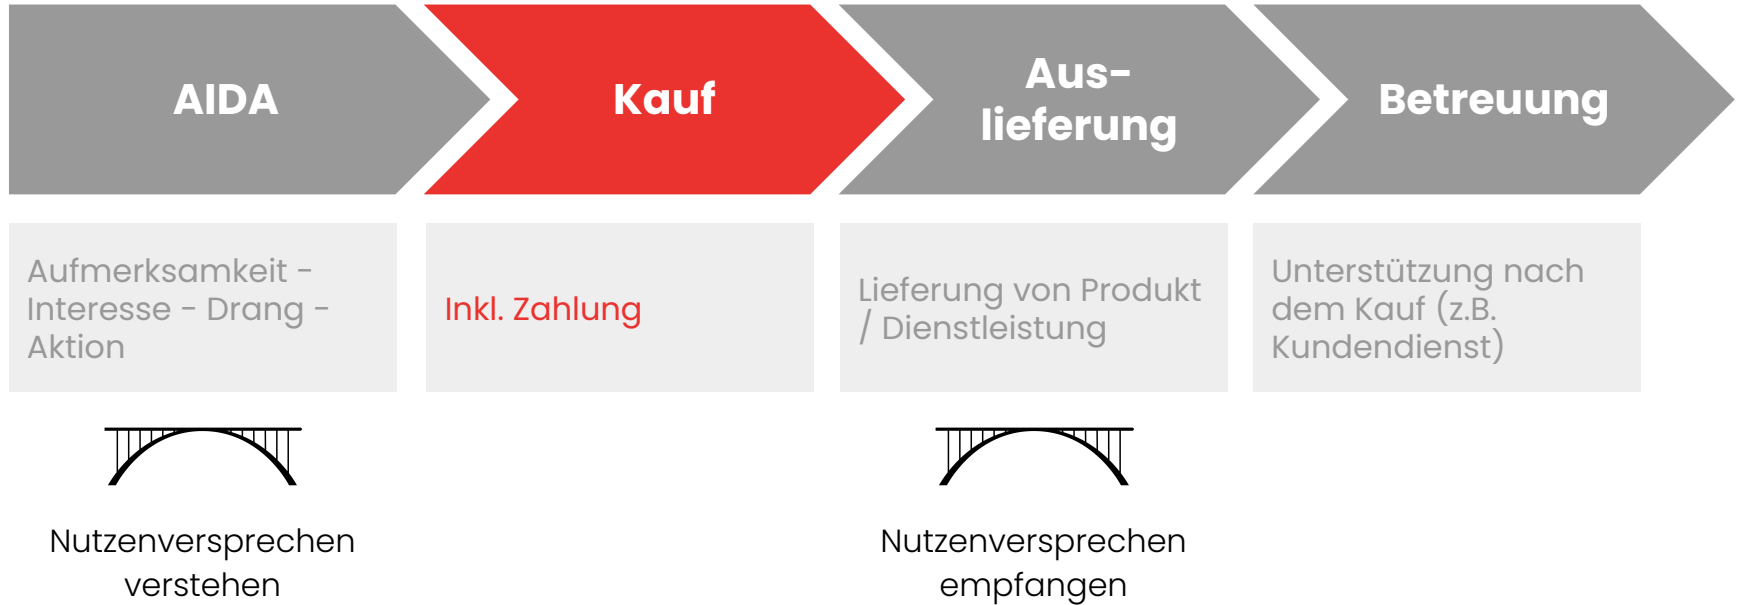 AIDA
Kauf
Aus-
lieferung
Betreuung
Aufmerksamkeit -
Interesse - Drang -
Aktion
Inkl. Zahlung
Lieferung von Produkt
/ Dienstleistung
Unterstützung nach
dem Kauf (z.B.
Kundendienst)
Nutzenversprechen
verstehen
Nutzenversprechen
empfangen